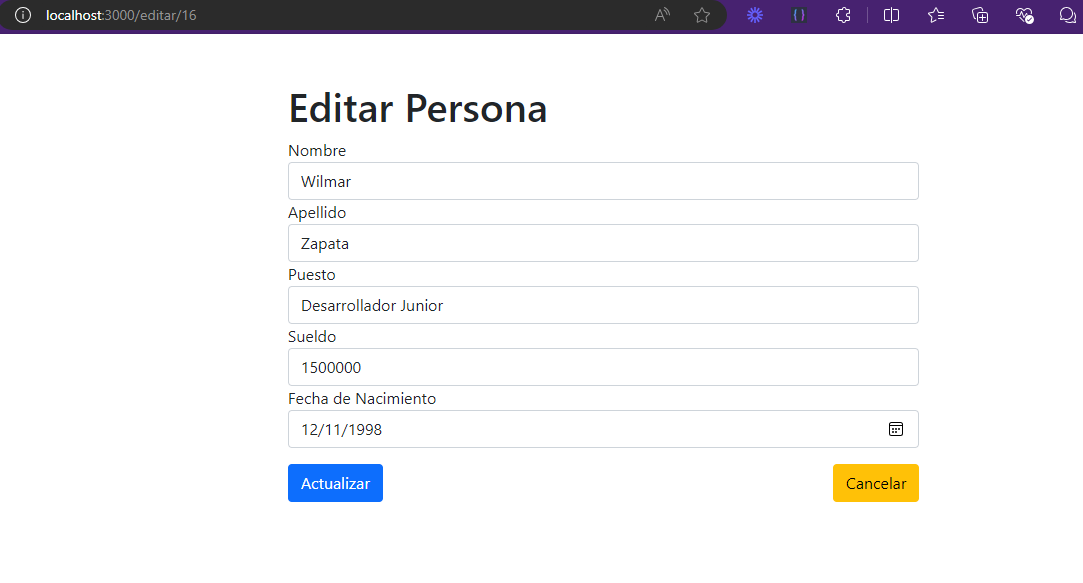 localhost:3000/editar/16
Editar Persona
Nombre
Wilmar
Apellido
Zapata
Puesto
Desarrollador Junior
Sueldo
1500000
Fecha de Nacimiento
12/11/1998
Actualizar
Cancelar